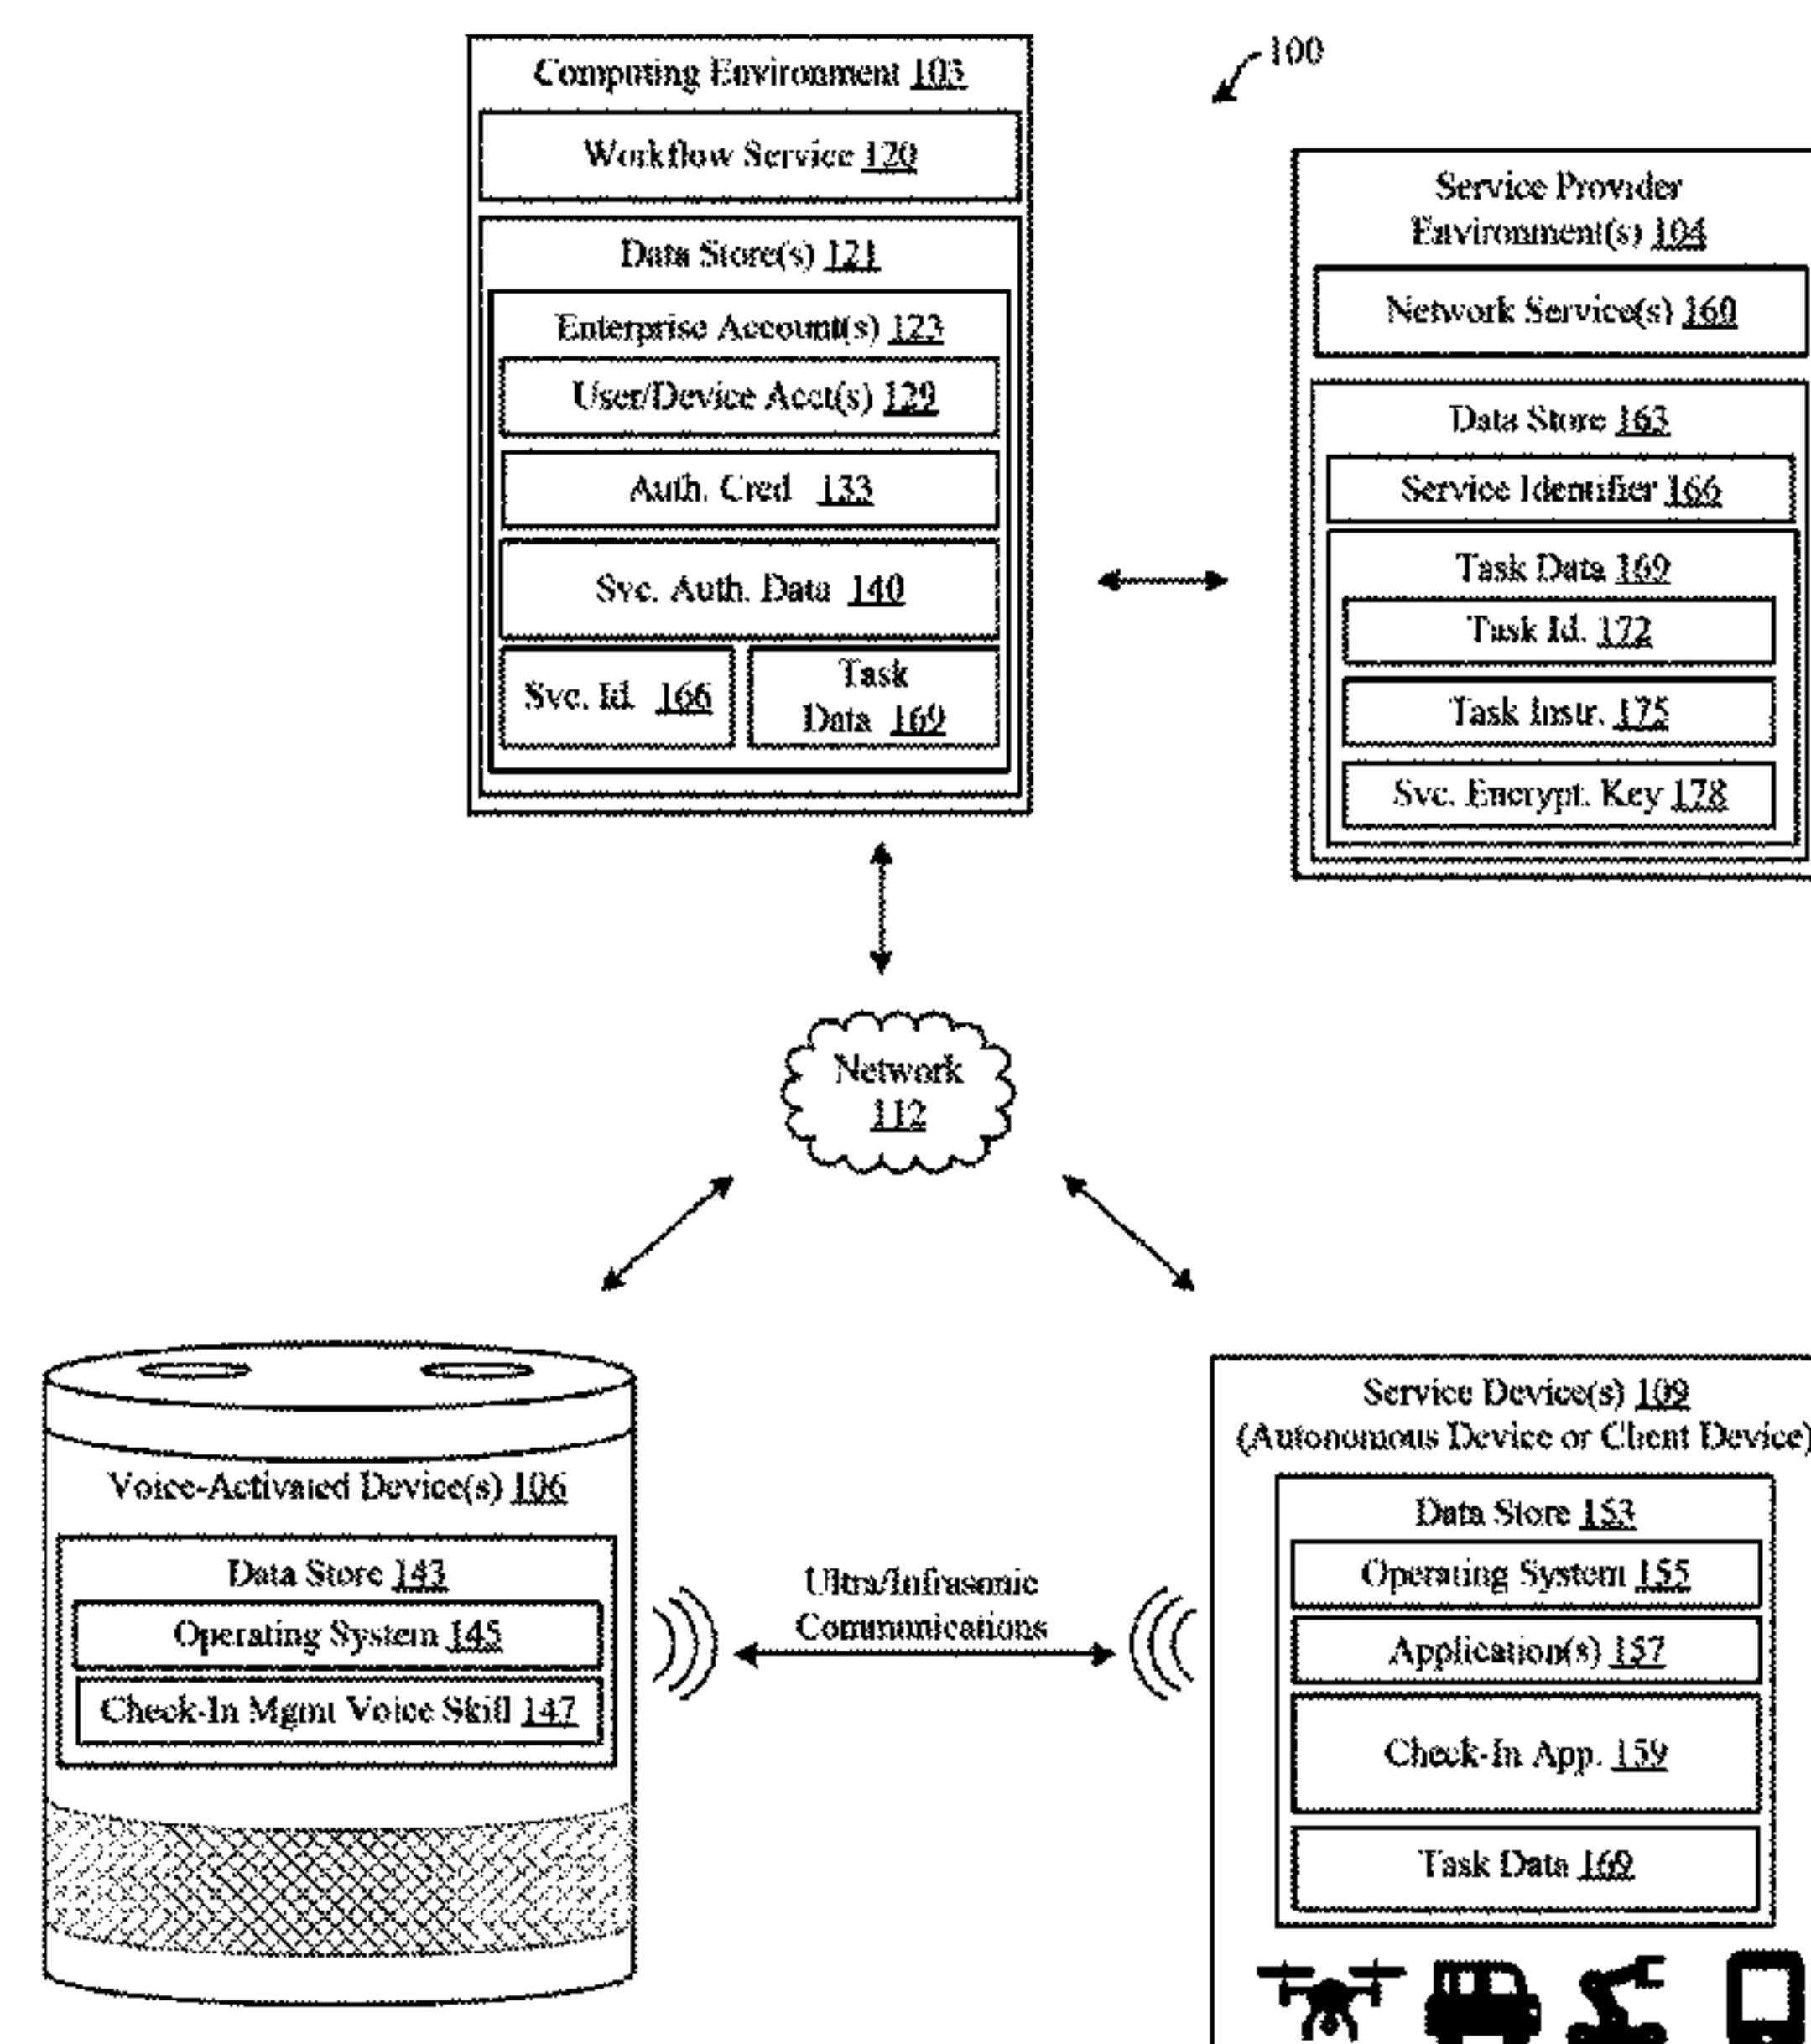 100
Computing Environment 103
Workflow Service 120
Data Store(s) 121
Enterprise Account(s) 123
User/Device Acct(s) 129
Auth. Cred 133
Svc. Auth. Data 140
Svc. Id. 166
Task
Data 169
Service Provider
Environment(s) 104
Network Service(s) 160
Data Store 163
Service Identifier 166
Task Data 169
Task Id. 172
Task Instr. 175
Svc. Encrypt. Key 178
Network
112
Voice-Activated Device(s) 106
Data Store 143
Operating System 145
Check-In Mgmt Voice Skill 147
Ultra/Infrasonic
Communications
Service Device(s) 109
(Autonomous Device or Client Device)
Data Store 153
Operating System 155
Application(s) 157
Check-In App. 159
Task Data 169